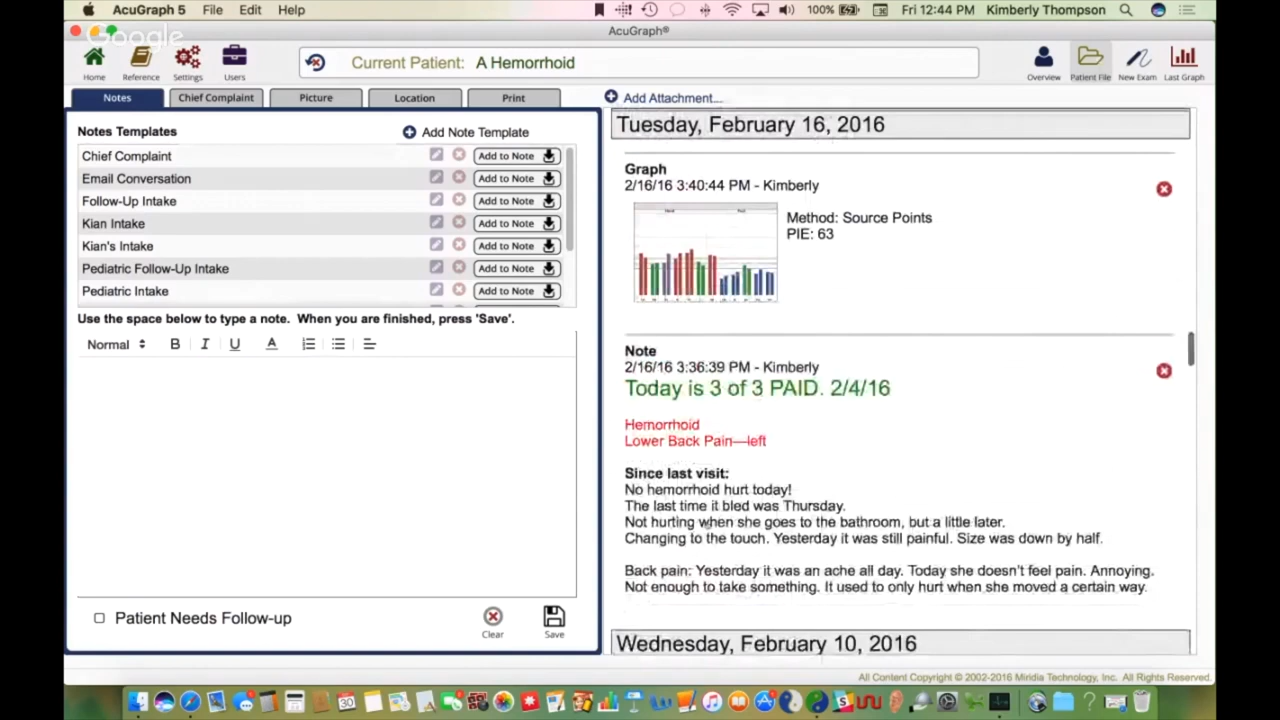 AcuGraph 5 File Edit Help
100% Fri 12:44 PM Kimberly Thompson
Google
AcuGraph®
Home Reference Settings Users
Current Patient: A Hemorrhoid
Overview Patient File New Exam Last Graph
Notes Chief Complaint Picture Location Print
Notes Templates Add Note Template
Chief Complaint Add to Note
Email Conversation Add to Note
Follow-Up Intake Add to Note
Kian Intake Add to Note
Kian's Intake Add to Note
Pediatric Follow-Up Intake Add to Note
Pediatric Intake Add to Note
Use the space below to type a note. When you are finished, press 'Save'.
Normal B I U A
Patient Needs Follow-up
Clear Save
Add Attachment...
Tuesday, February 16, 2016
Graph
2/16/16 3:40:44 PM - Kimberly
Method: Source Points
PIE: 63
Note
2/16/16 3:36:39 PM - Kimberly
Today is 3 of 3 PAID. 2/4/16
Hemorrhoid
Lower Back Pain—left
Since last visit:
No hemorrhoid hurt today!
The last time it bled was Thursday.
Not hurting when she goes to the bathroom, but a little later.
Changing to the touch. Yesterday it was still painful. Size was down by half.
Back pain: Yesterday it was an ache all day. Today she doesn't feel pain. Annoying.
Not enough to take something. It used to only hurt when she moved a certain way.
Wednesday, February 10, 2016
All Content Copyright © 2002-2016 Miridia Technology, Inc. All Rights Reserved.
30